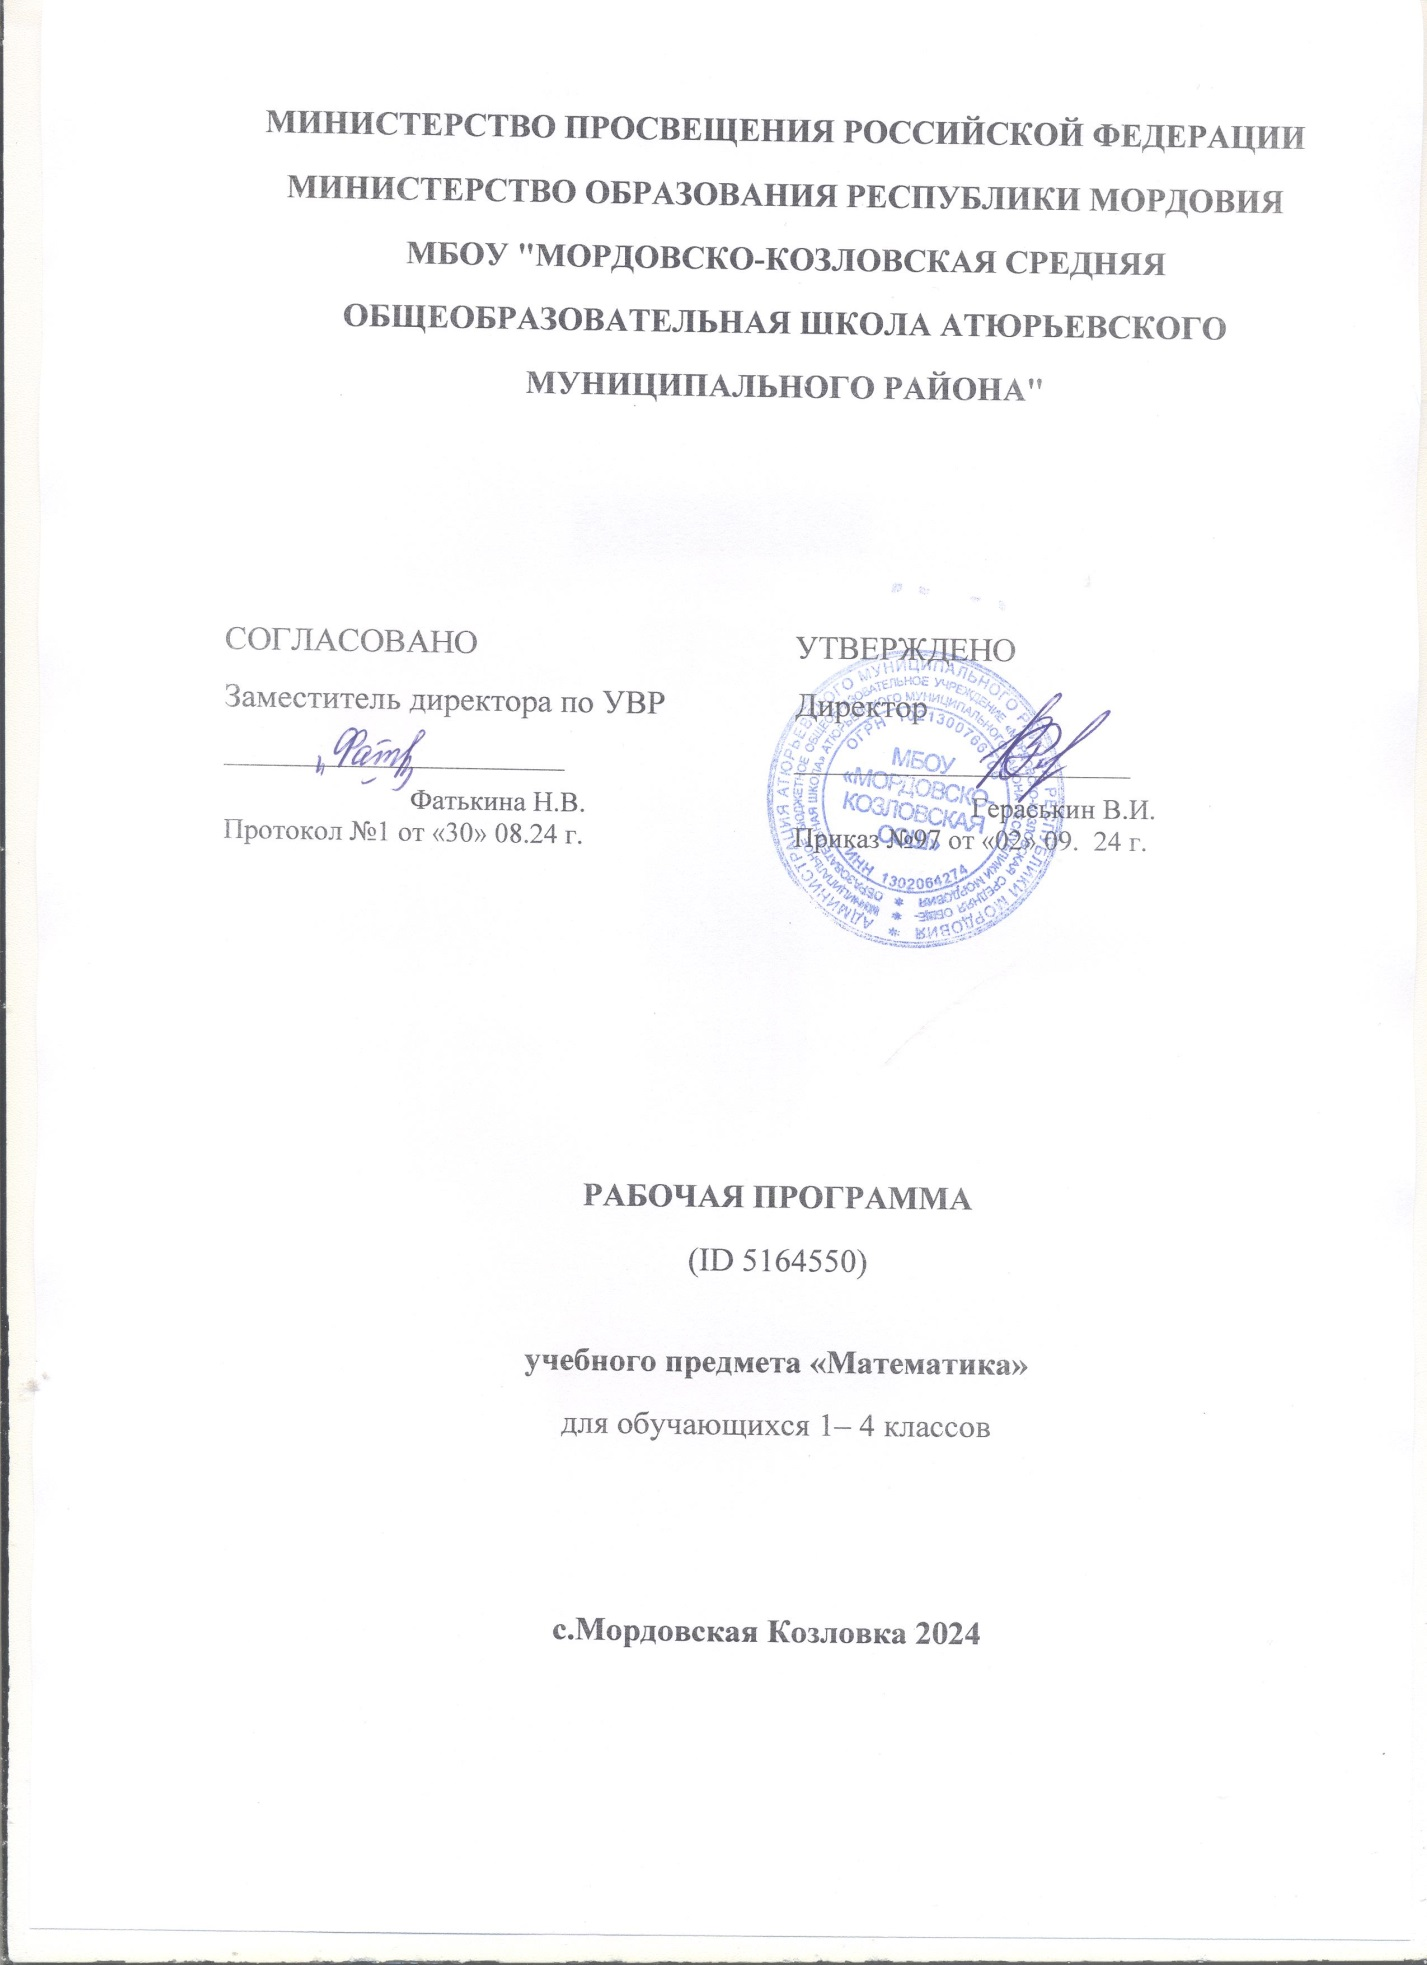 МИНИСТЕРСТВО ПРОСВЕЩЕНИЯ РОССИЙСКОЙ ФЕДЕРАЦИИ
МИНИСТЕРСТВО ОБРАЗОВАНИЯ РЕСПУБЛИКИ МОРДОВИЯ
МБОУ "МОРДОВСКО-КОЗЛОВСКАЯ СРЕДНЯЯ
ОБЩЕОБРАЗОВАТЕЛЬНАЯ ШКОЛА АТЮРЬЕВСКОГО
МУНИЦИПАЛЬНОГО РАЙОНА"
СОГЛАСОВАНО
Заместитель директора по УВР
Фатькина Н.В.
Протокол №1 от «30» 08.24 г.
УТВЕРЖДЕНО
Директор
Гераськин В.И.
Приказ №97 от «02» 09. 24 г.
МБОУ
«МОРДОВСКО-
КОЗЛОВСКАЯ
ИНН 1302064274
РАБОЧАЯ ПРОГРАММА
(ID 5164550)
учебного предмета «Математика»
для обучающихся 1– 4 классов
с.Мордовская Козловка 2024